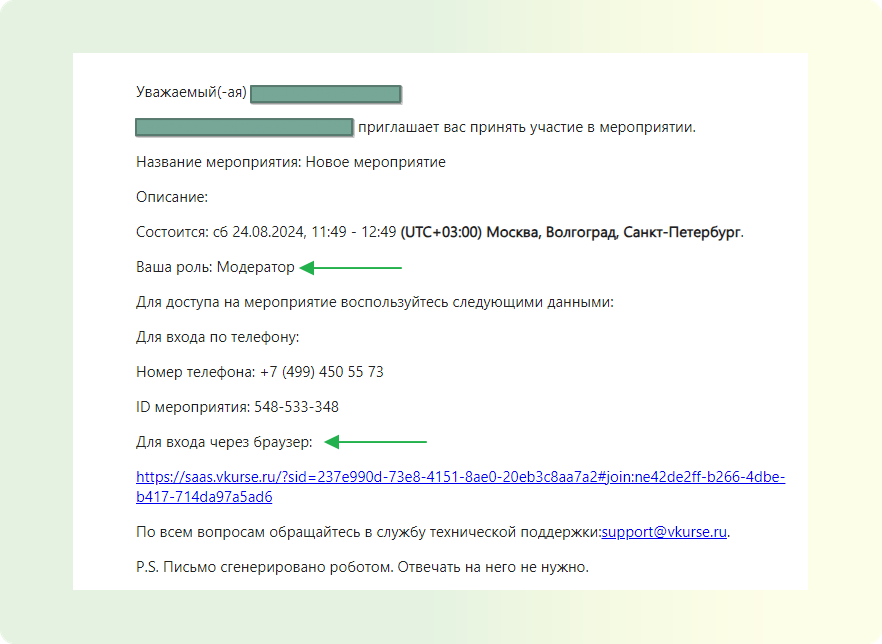 Уважаемый(-ая)
приглашает вас принять участие в мероприятии.
Название мероприятия: Новое мероприятие
Описание:
Состоится: сб 24.08.2024, 11:49 - 12:49 (UTC+03:00) Москва, Волгоград, Санкт-Петербург.
Ваша роль: Модератор
Для доступа на мероприятие воспользуйтесь следующими данными:
Для входа по телефону:
Номер телефона: +7 (499) 450 55 73
ID мероприятия: 548-533-348
Для входа через браузер:
https://saas.vkurse.ru/?sid=237e990d-73e8-4151-8ae0-20eb3c8aa7a2#join:ne42de2ff-b266-4dbe-
b417-714da97a5ad6
По всем вопросам обращайтесь в службу технической поддержки:support@vkurse.ru.
P.S. Письмо сгенерировано роботом. Отвечать на него не нужно.